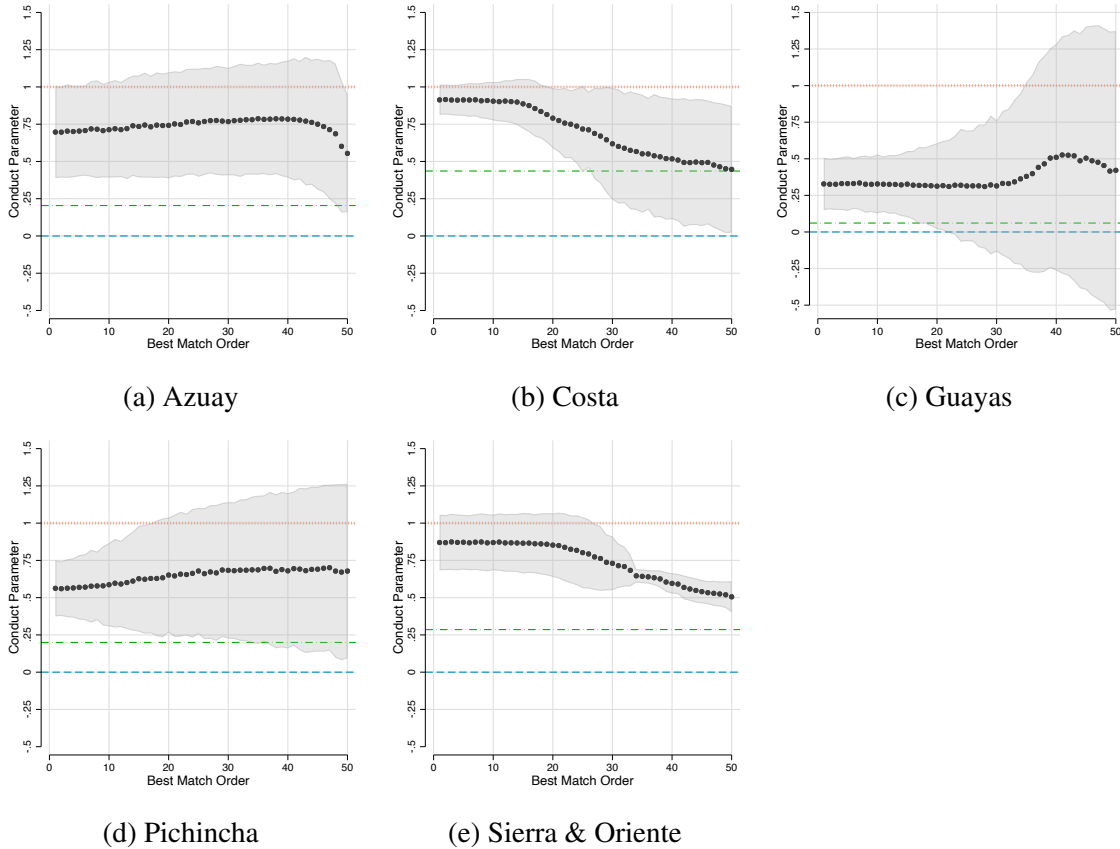 Conduct Parameter
-.5 -.25 0 .25 .5 .75 1 1.25 1.5
0 10 20 30 40 50
Best Match Order
(a) Azuay
Conduct Parameter
-.5 -.25 0 .25 .5 .75 1 1.25 1.5
0 10 20 30 40 50
Best Match Order
(b) Costa
Conduct Parameter
-.5 -.25 0 .25 .5 .75 1 1.25 1.5
0 10 20 30 40 50
Best Match Order
(c) Guayas
Conduct Parameter
-.5 -.25 0 .25 .5 .75 1 1.25 1.5
0 10 20 30 40 50
Best Match Order
(d) Pichincha
Conduct Parameter
-.5 -.25 0 .25 .5 .75 1 1.25 1.5
0 10 20 30 40 50
Best Match Order
(e) Sierra & Oriente